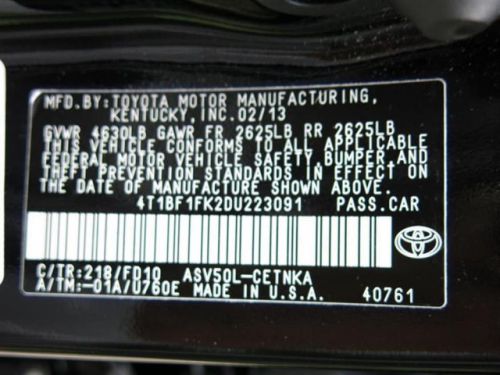 MFD.BY:TOYOTA MOTOR MANUFACTURING,
KENTUCKY,INC.02/13
GVWR 4630LB GAWR FR 2625LB RR 2625LB
THIS VEHICLE CONFORMS TO ALL APPLICABLE
FEDERAL MOTOR VEHICLE SAFETY,BUMPER,AND
THEFT PREVENTION STANDARDS IN EFFECT ON
THE DATE OF MANUFACTURE SHOWN ABOVE.
4T1BF1FK2DU223091 PASS.CAR
C/TR:218/FD10 ASV50L-CETNKA
A/TM:-01A/U760E MADE IN U.S.A. 40761